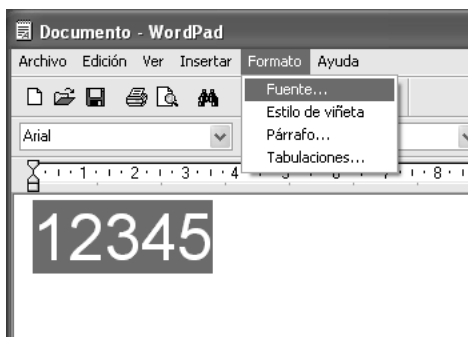 Documento - WordPad
Archivo Edición Ver Insertar Formato Ayuda
Fuente...
Estilo de viñeta
Arial
Párrafo...
Tabulaciones...
1 2 3 4 8
12345